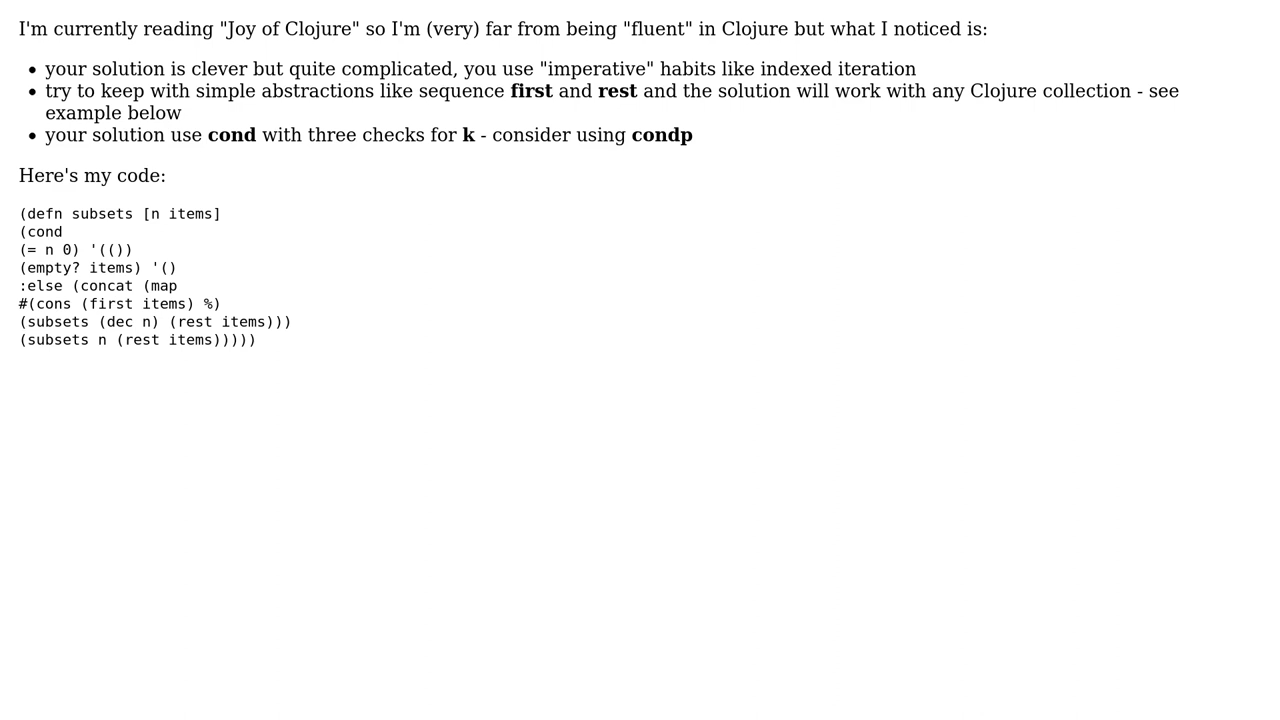 I'm currently reading "Joy of Clojure" so I'm (very) far from being "fluent" in Clojure but what I noticed is:
• your solution is clever but quite complicated, you use "imperative" habits like indexed iteration
• try to keep with simple abstractions like sequence first and rest and the solution will work with any Clojure collection - see
example below
• your solution use cond with three checks for k - consider using condp
Here's my code:
(defn subsets [n items]
(cond
(= n 0) '(())
(empty? items) '()
:else (concat (map
#(cons (first items) %)
(subsets (dec n) (rest items)))
(subsets n (rest items)))))